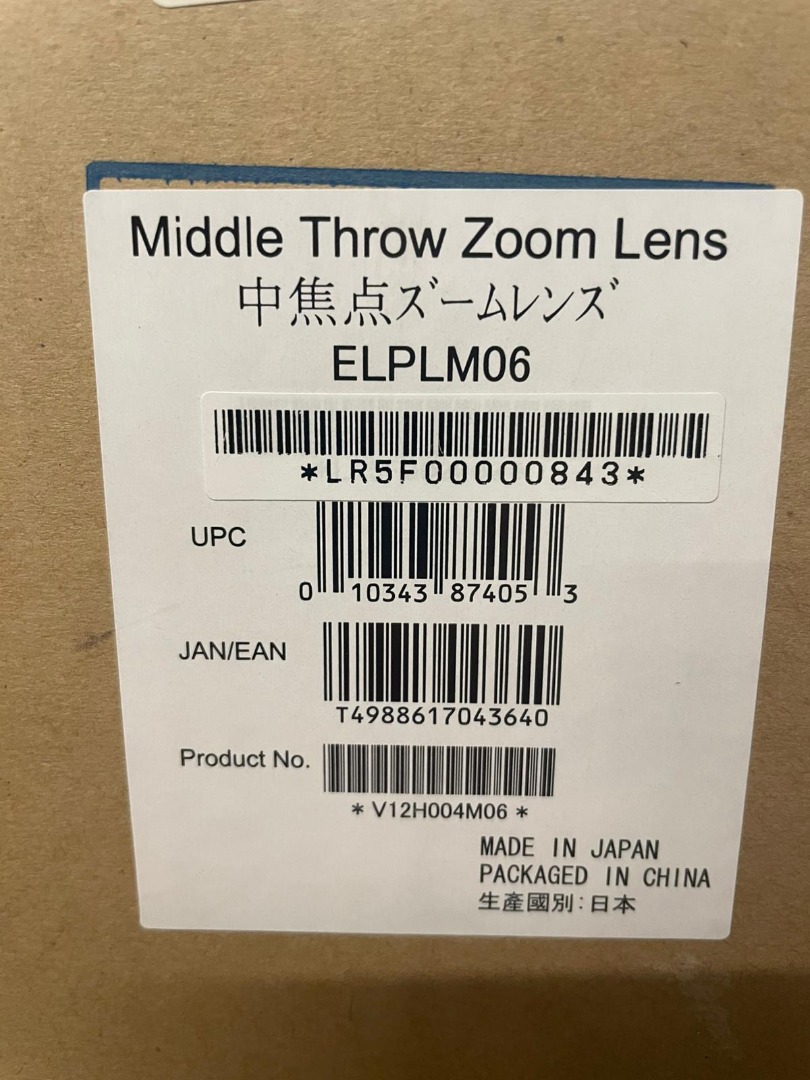 Middle Throw Zoom Lens
中焦点ズームレンズ
ELPLM06
*LR5F00000843*
UPC
0 10343 87405 3
JAN/EAN
T4988617043640
Product No.
* V12H004M06 *
MADE IN JAPAN
PACKAGED IN CHINA
生產國別:日本